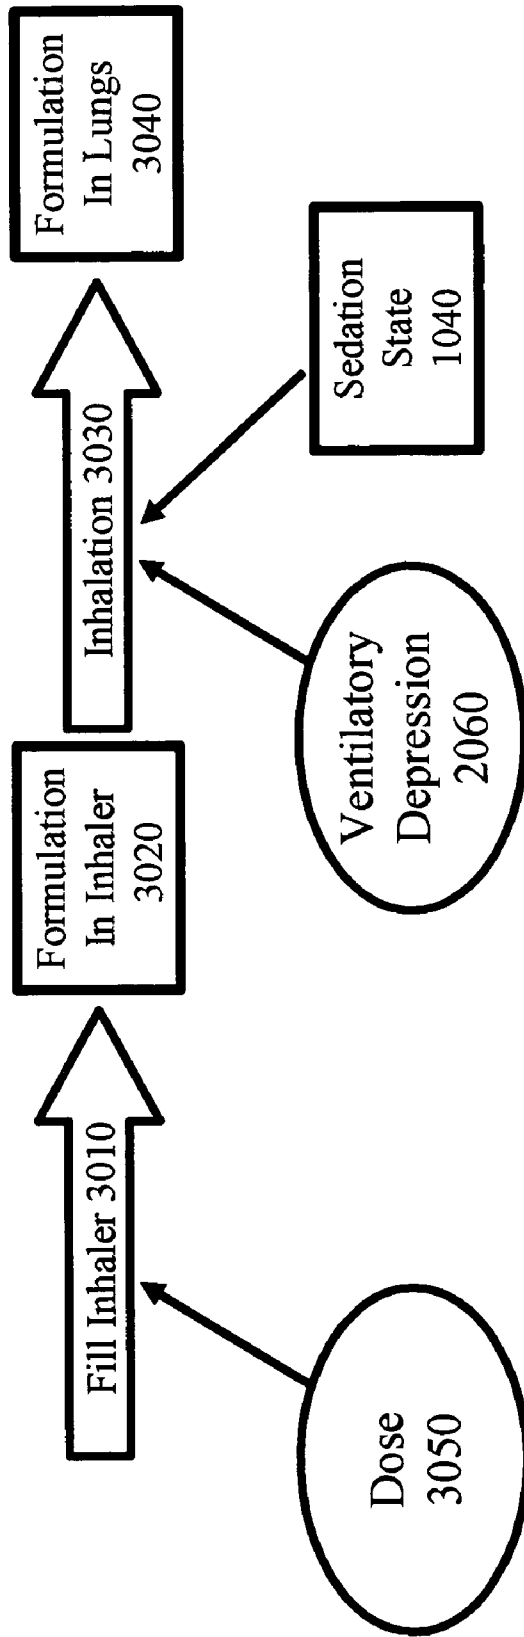 Fill Inhaler 3010
Formulation
In Inhaler
3020
Inhalation 3030
Formulation
In Lungs
3040
Dose
3050
Ventilatory
Depression
2060
Sedation
State
1040